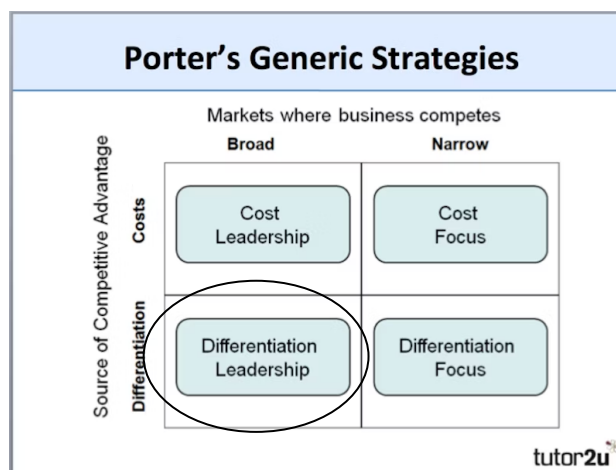 Porter's Generic Strategies
Markets where business competes
Broad
Narrow
Source of Competitive Advantage
Costs
Cost
Leadership
Cost
Focus
Differentiation
Differentiation
Leadership
Differentiation
Focus
tutor2u